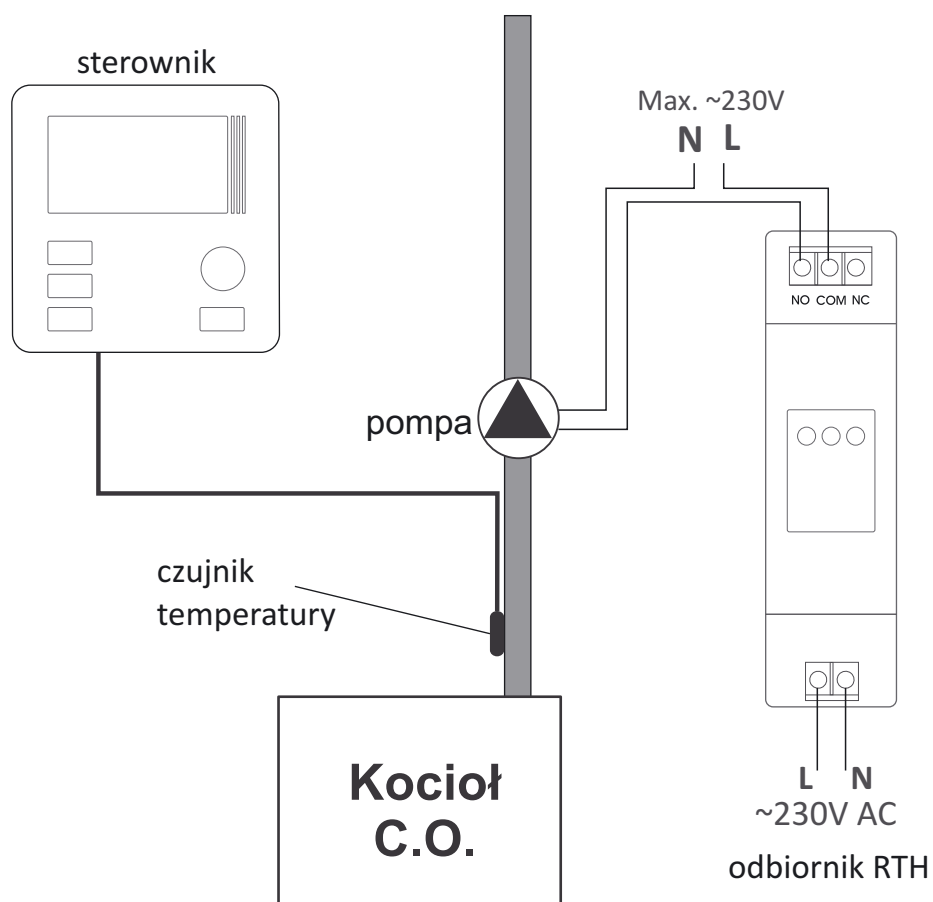 sterownik
Max. ~230V
N L
NO COM NC
pompa
czujnik
temperatury
Kocioł
C.O.
L N
~230V AC
odbiornik RTH